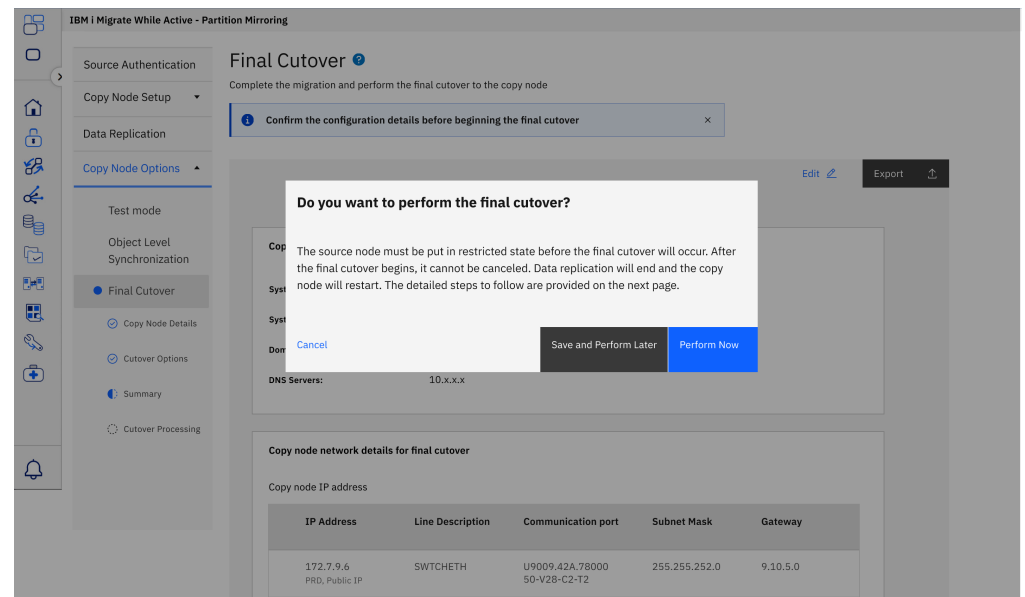 IBM i Migrate While Active - Partition Mirroring
Source Authentication
Copy Node Setup
Data Replication
Copy Node Options
Test mode
Object Level
Synchronization
Final Cutover
Copy Node Details
Cutover Options
Summary
Cutover Processing
Final Cutover
Complete the migration and perform the final cutover to the copy node
Confirm the configuration details before beginning the final cutover
Edit
Export
Do you want to perform the final cutover?
The source node must be put in restricted state before the final cutover will occur. After
the final cutover begins, it cannot be canceled. Data replication will end and the copy
node will restart. The detailed steps to follow are provided on the next page.
Cancel
Save and Perform Later
Perform Now
Cop
Syst
Syst
Dom
DNS Servers: 10.x.x.x
Copy node network details for final cutover
Copy node IP address
IP Address Line Description Communication port Subnet Mask Gateway
172.7.9.6 SWTCHETH U9009.42A.78000 255.255.252.0 9.10.5.0
PRD, Public IP 50-V28-C2-T2